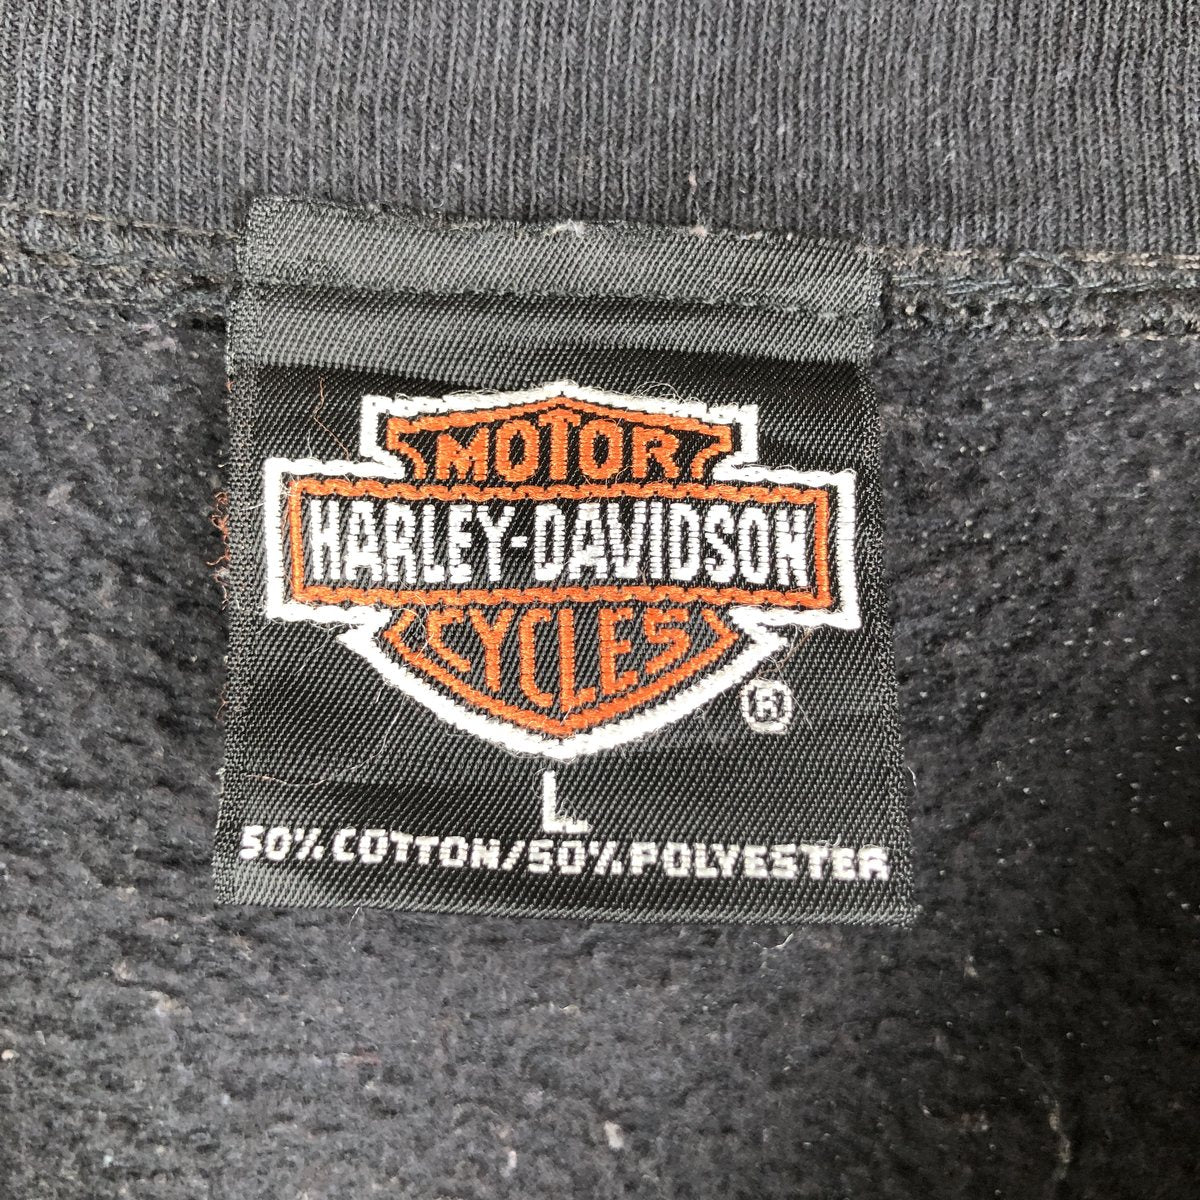 MOTOR
HARLEY-DAVIDSON
CYCLES
®
L
50% COTTON/50% POLYESTER